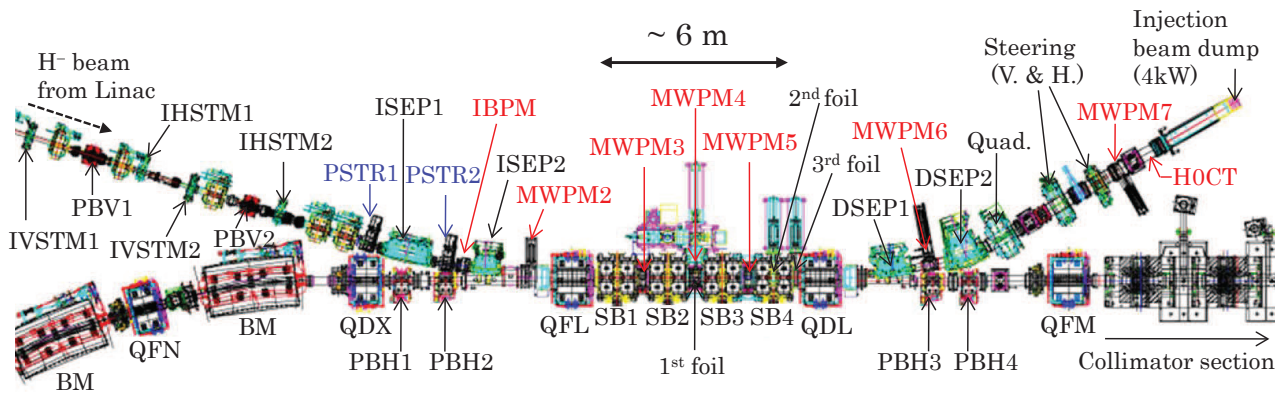 ~ 6 m
H⁻ beam
from Linac
IHSTM1
ISEP1
IBPM
MWPM4
2nd foil
Steering
(V. & H.)
Injection
beam dump
(4kW)
IHSTM2
PSTR1
PSTR2
ISEP2
MWPM3
MWPM5
MWPM6
MWPM7
MWPM2
3rd foil
DSEP2
Quad.
H0CT
PBV1
IVSTM1
IVSTM2
PBV2
DSEP1
BM
QFN
BM
QDX
PBH1
PBH2
QFL
SB1
SB2
SB3
SB4
QDL
1st foil
PBH3
PBH4
QFM
Collimator section